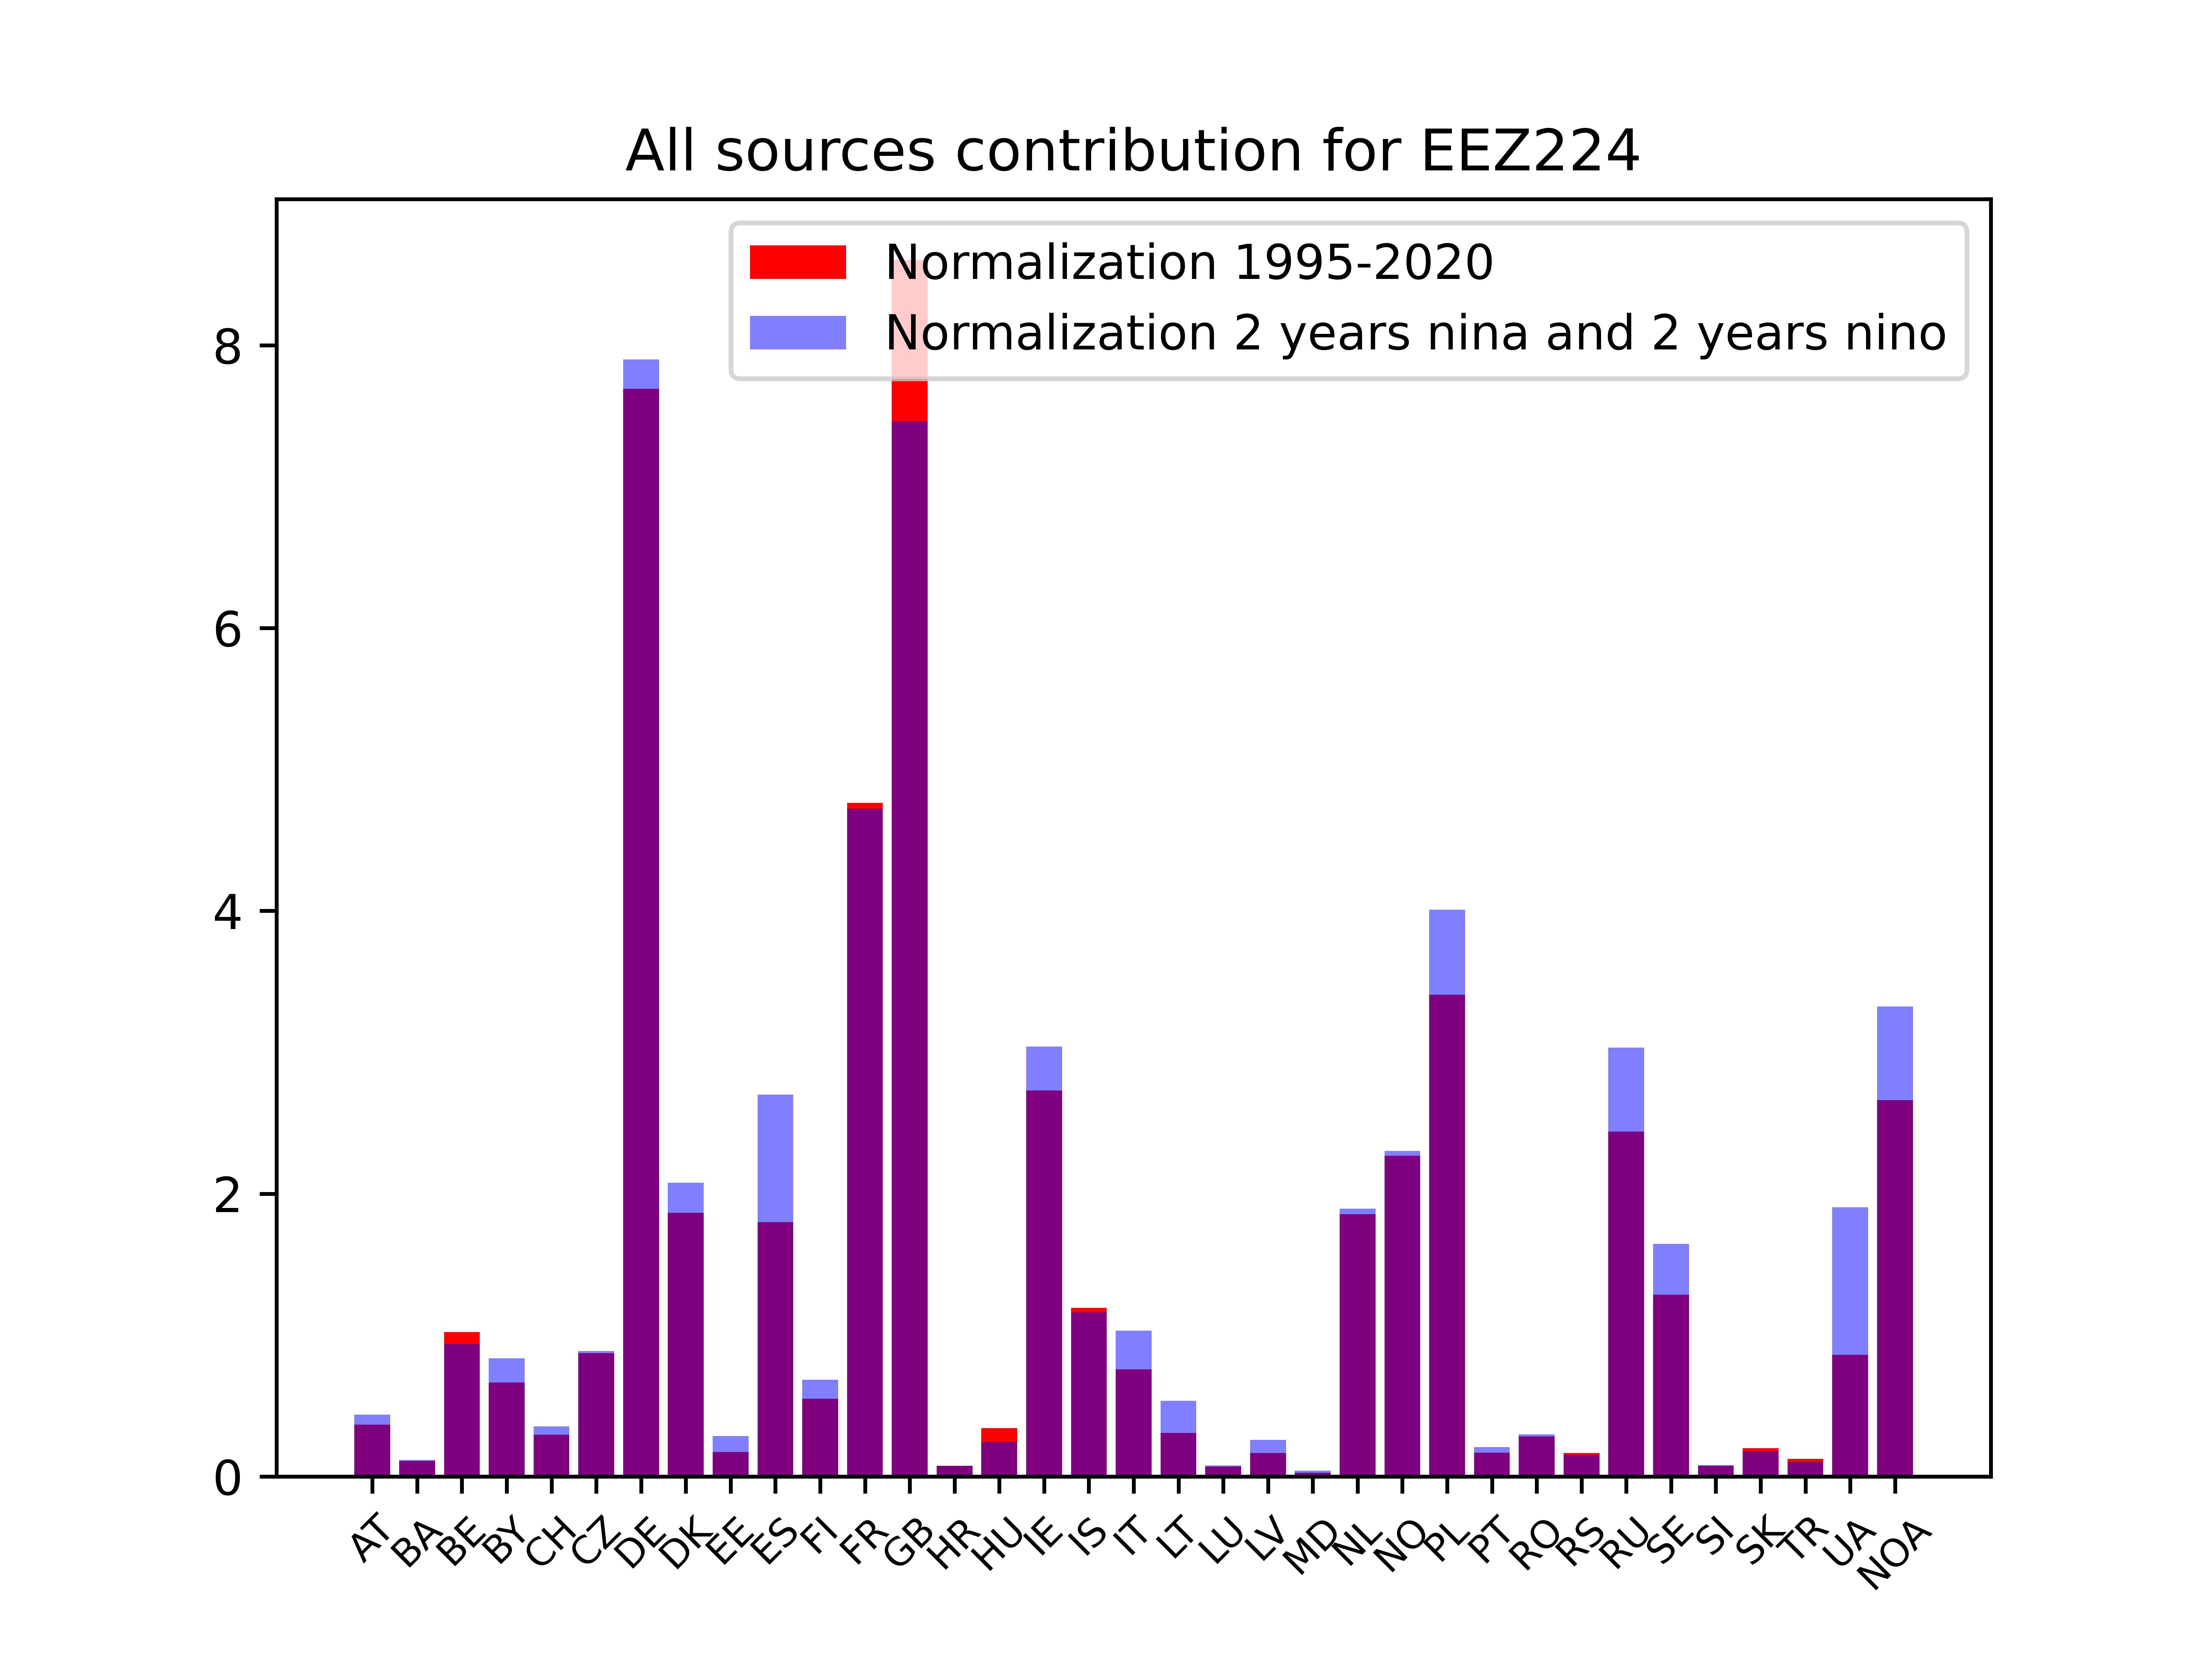 All sources contribution for EEZ224
Normalization 1995-2020
Normalization 2 years nina and 2 years nino
8
6
4
2
0
AT BA BE BY CH CZ DE DK EE ES FI FR GB HR HU IE IS IT LT LU LV MD NL NO PL PT RO RS RU SE SI SK TR UA NOA